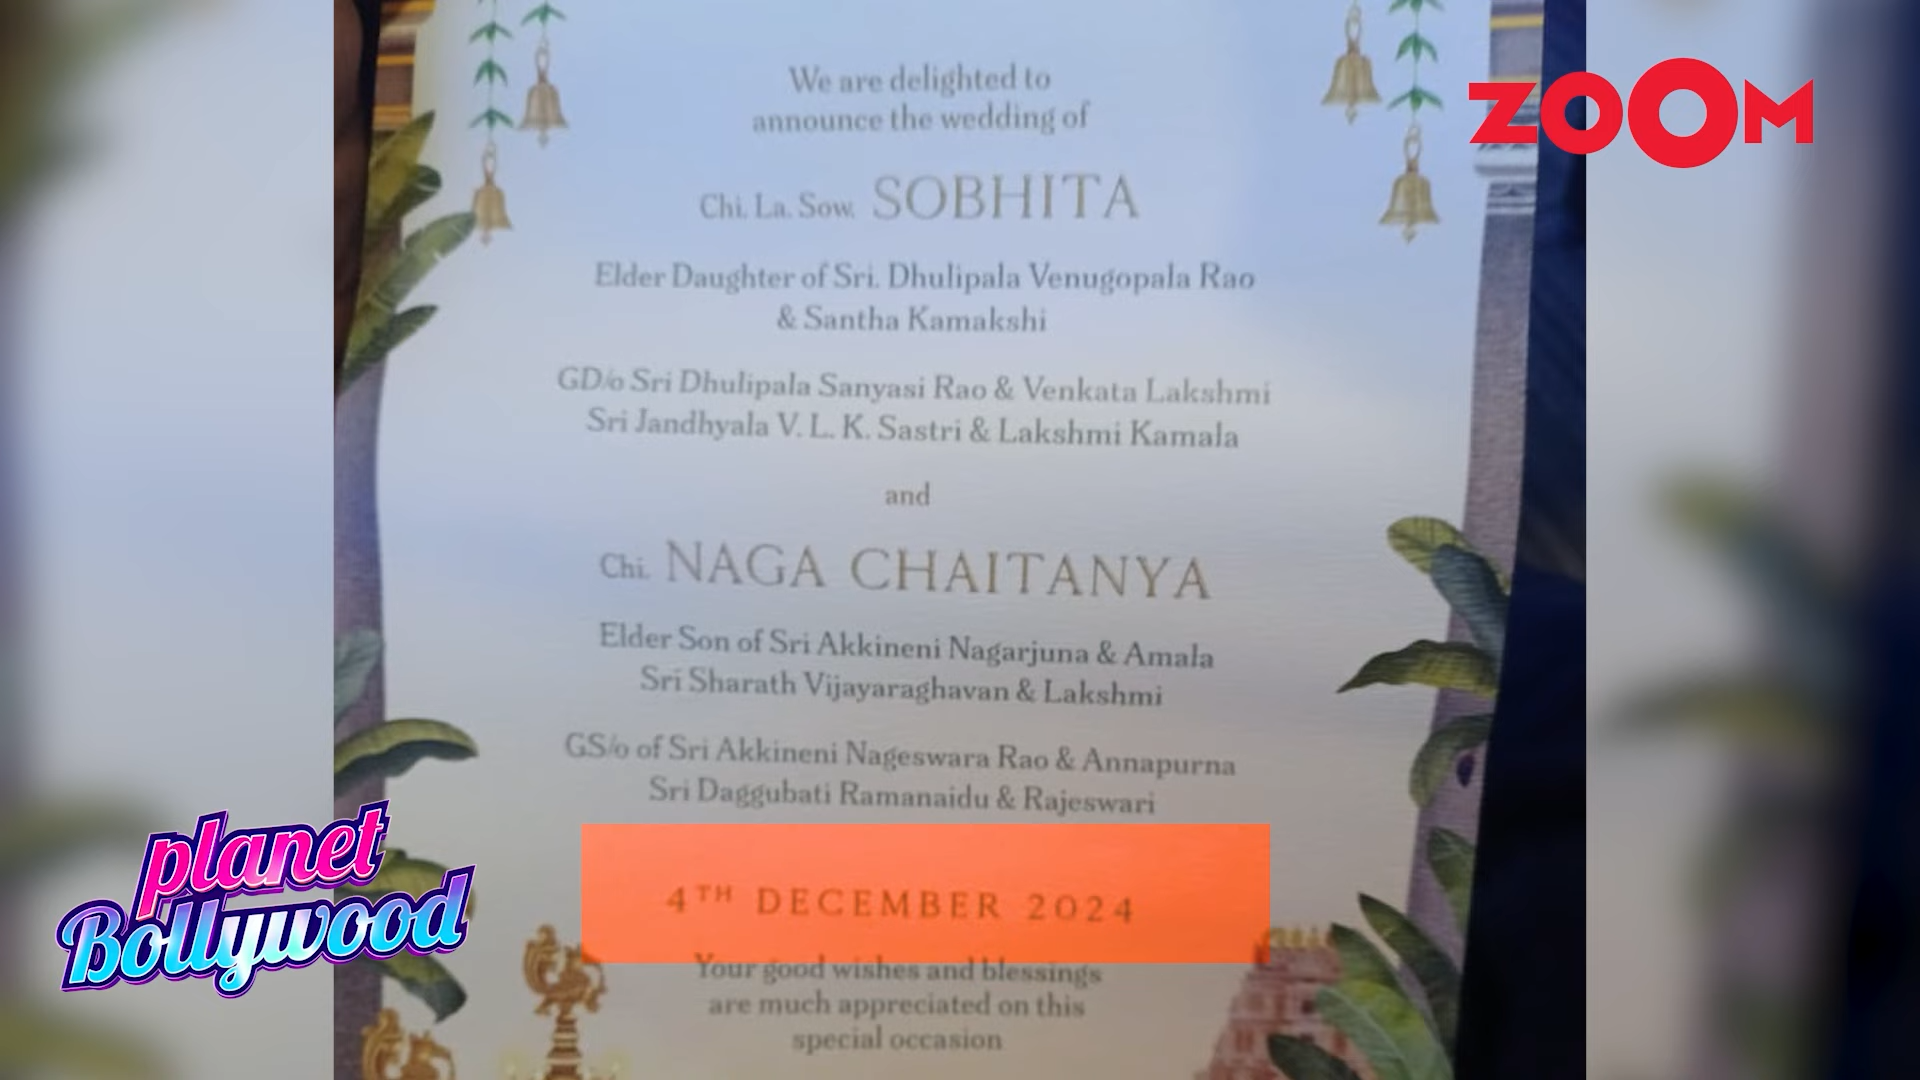 We are delighted to
announce the wedding of
Chi. La. Sow. SOBHITA
Elder Daughter of Sri. Dhulipala Venugopala Rao
& Santha Kamakshi
GD/o Sri Dhulipala Sanyasi Rao & Venkata Lakshmi
Sri Jandhyala V. L. K. Sastri & Lakshmi Kamala
and
Chi. NAGA CHAITANYA
Elder Son of Sri Akkineni Nagarjuna & Amala
Sri Sharath Vijayaraghavan & Lakshmi
GS/o of Sri Akkineni Nageswara Rao & Annapurna
Sri Daggubati Ramanaidu & Rajeswari
4TH DECEMBER 2024
Your good wishes and blessings
are much appreciated on this
special occasion
ZOOM
planet
Bollywood